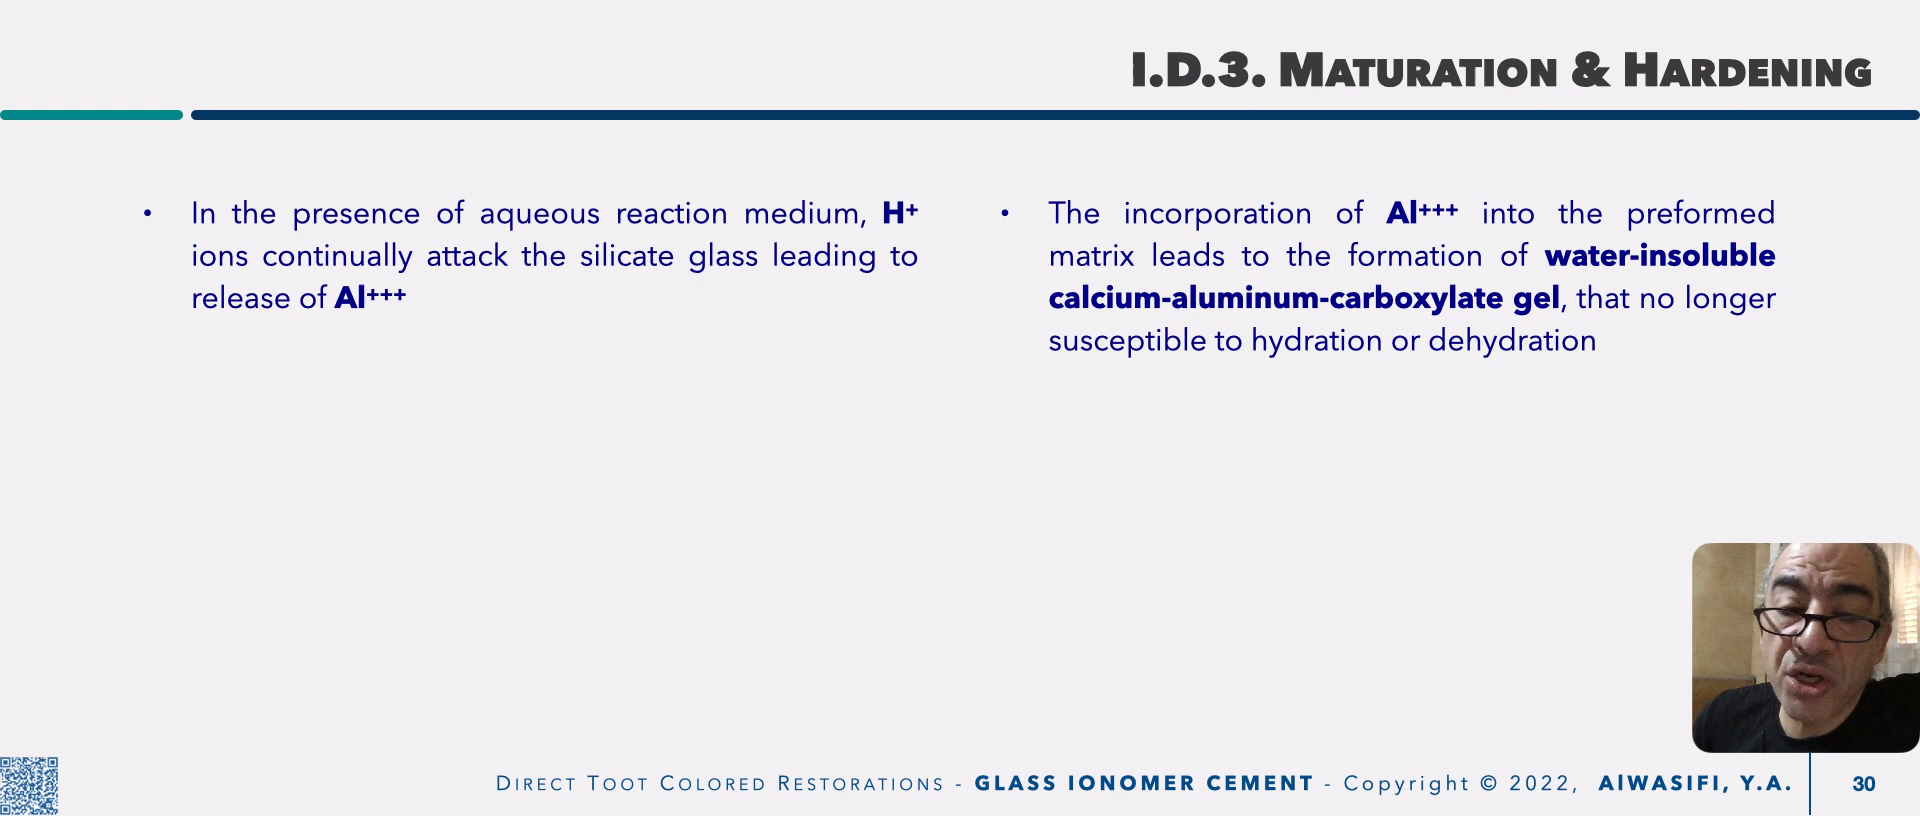 I.D.3. MATURATION & HARDENING
• In the presence of aqueous reaction medium, H+
ions continually attack the silicate glass leading to
release of Al+++
• The incorporation of Al+++ into the preformed
matrix leads to the formation of water-insoluble
calcium-aluminum-carboxylate gel, that no longer
susceptible to hydration or dehydration
DIRECT TOOT COLORED RESTORATIONS - GLASS IONOMER CEMENT - Copyright © 2022, AlWASIFI, Y.A. 30